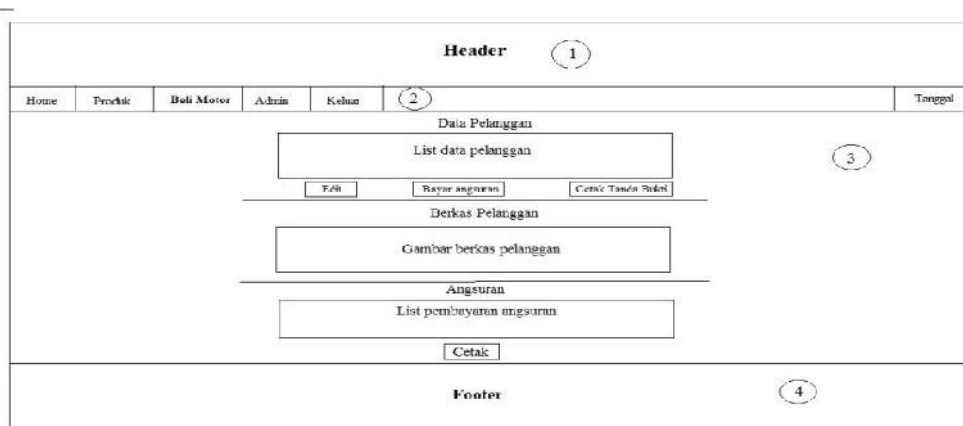 Header 1
Home Produk Beli Motor Admin Keluar 2 Tanggal
Data Pelanggan
List data pelanggan 3
Edit Bayar angsuran Cetak Tanda Bukti
Berkas Pelanggan
Gambar berkas pelanggan
Angsuran
List pembayaran angsuran
Cetak
Footer 4